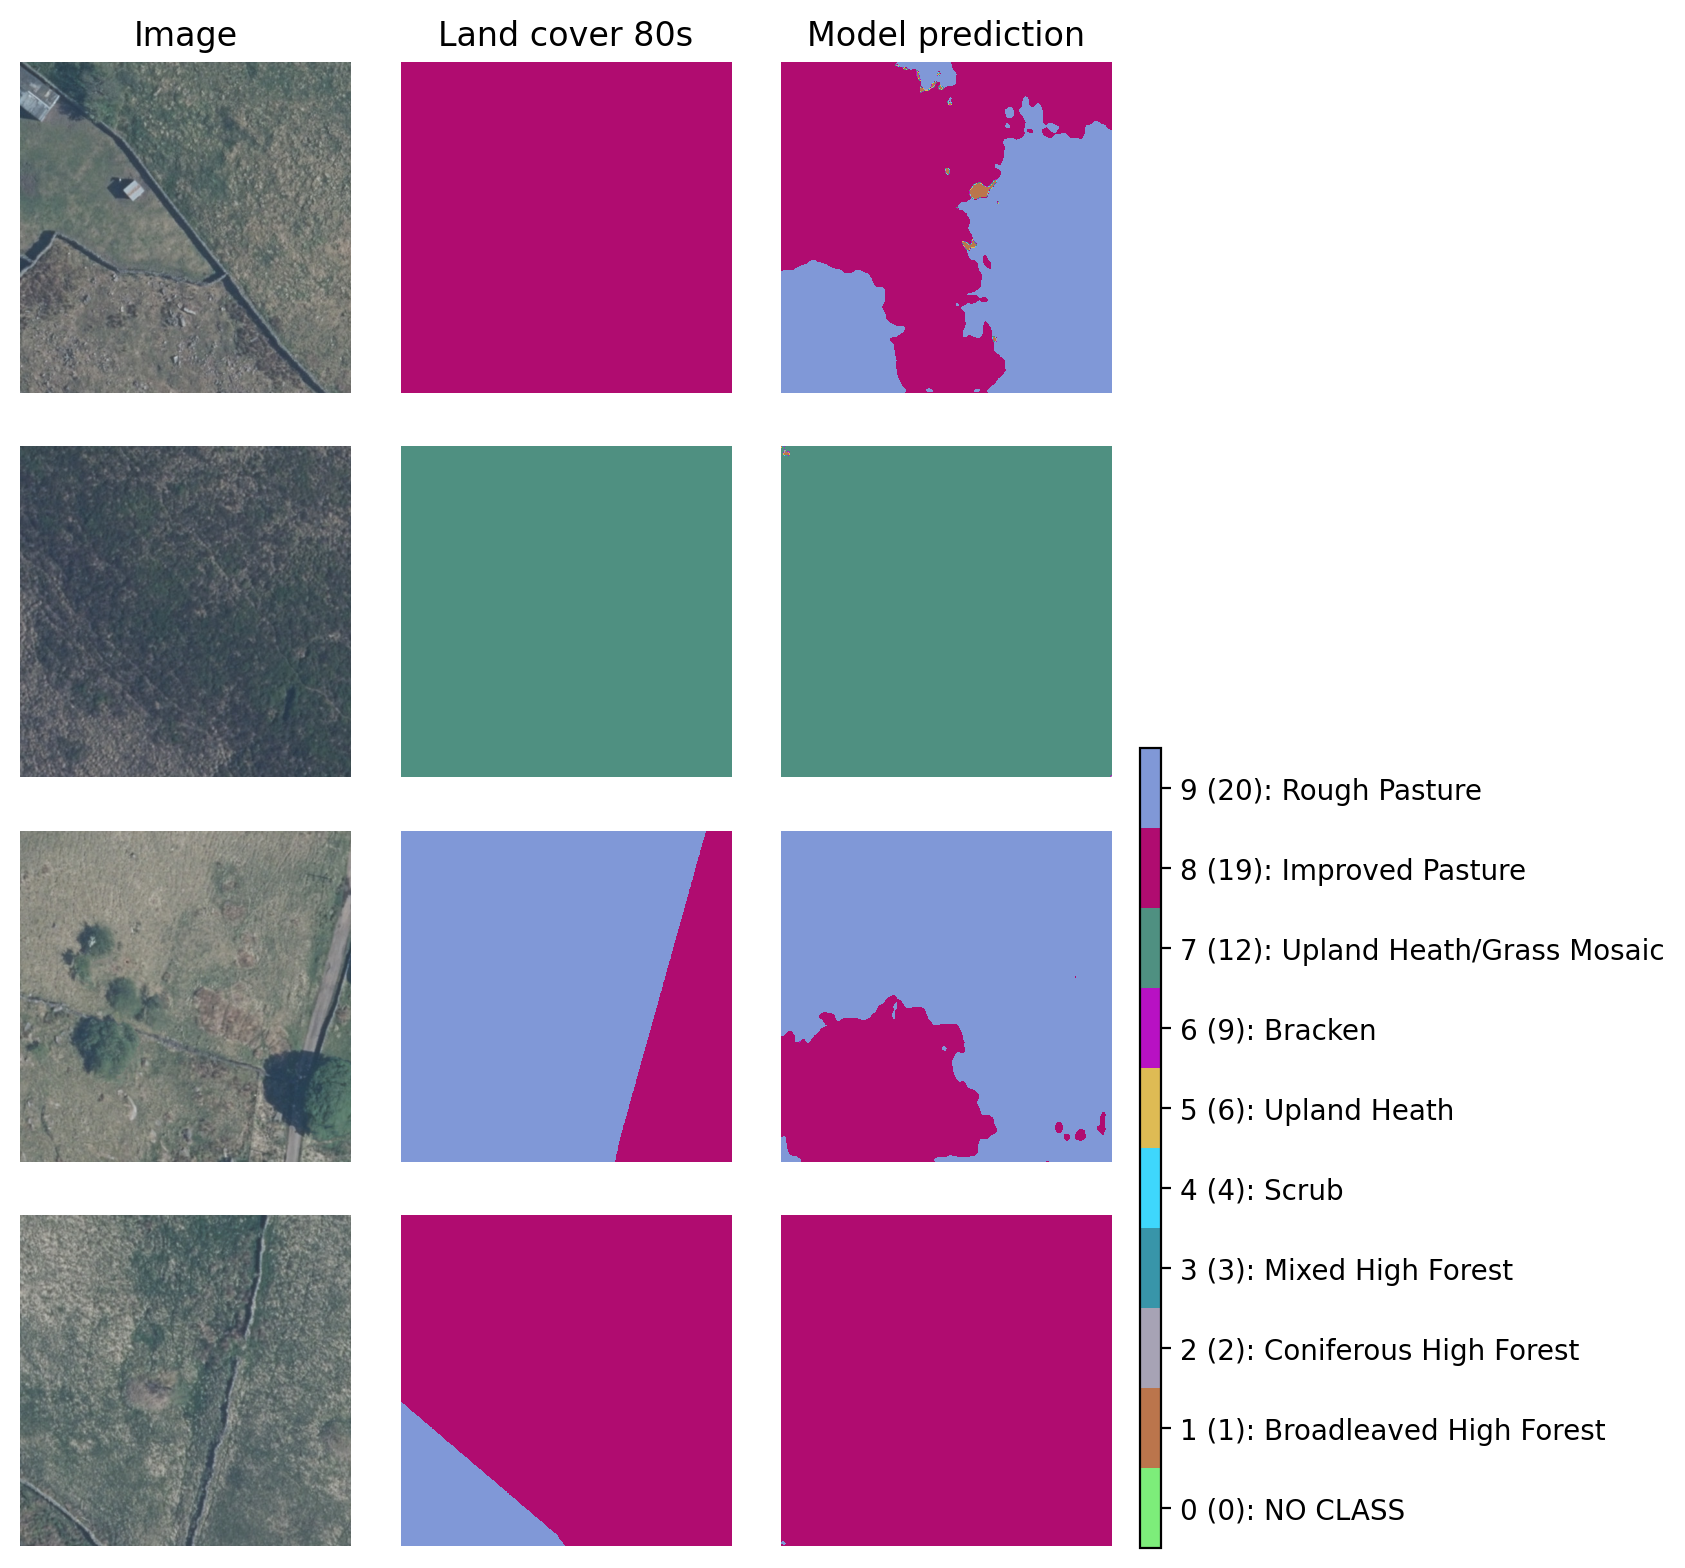 Image
Land cover 80s
Model prediction
9 (20): Rough Pasture
8 (19): Improved Pasture
7 (12): Upland Heath/Grass Mosaic
6 (9): Bracken
5 (6): Upland Heath
4 (4): Scrub
3 (3): Mixed High Forest
2 (2): Coniferous High Forest
1 (1): Broadleaved High Forest
0 (0): NO CLASS